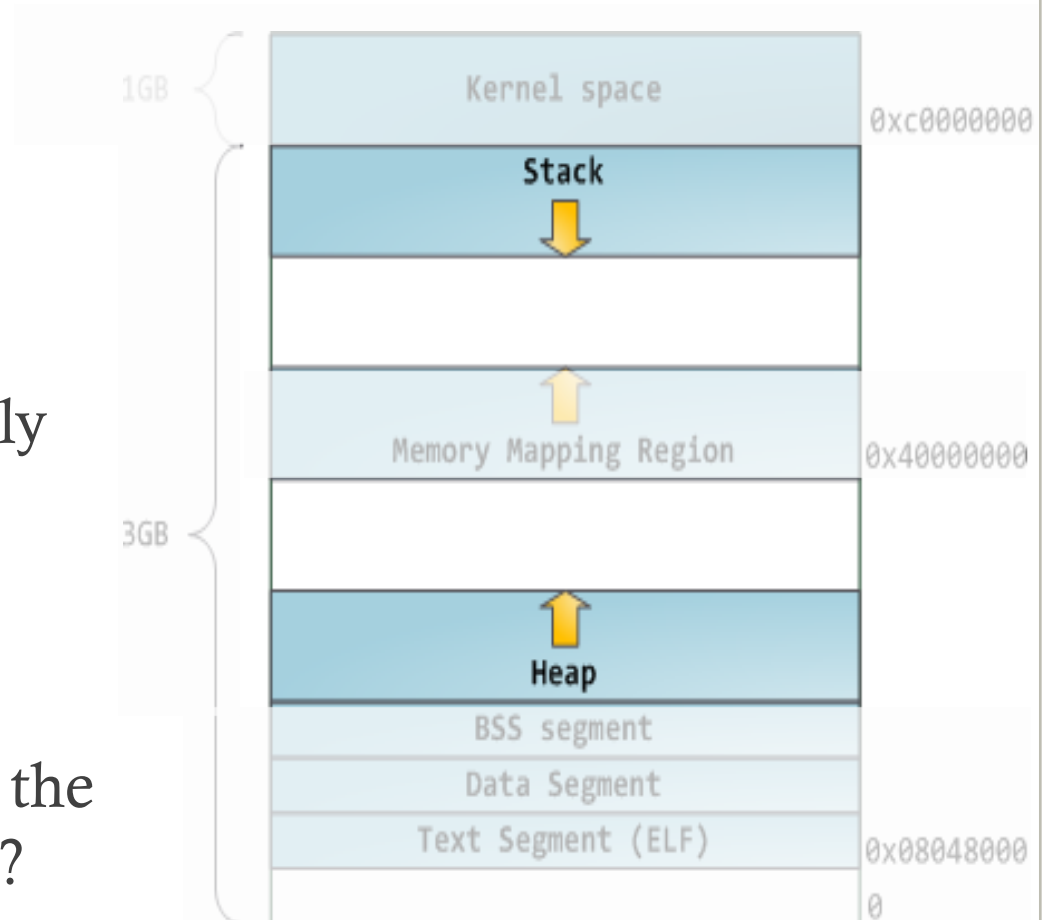 1GB
Kernel space
0xc0000000
Stack
ly
Memory Mapping Region
0x40000000
3GB
Heap
BSS segment
the
Data Segment
?
Text Segment (ELF)
0x08048000
0